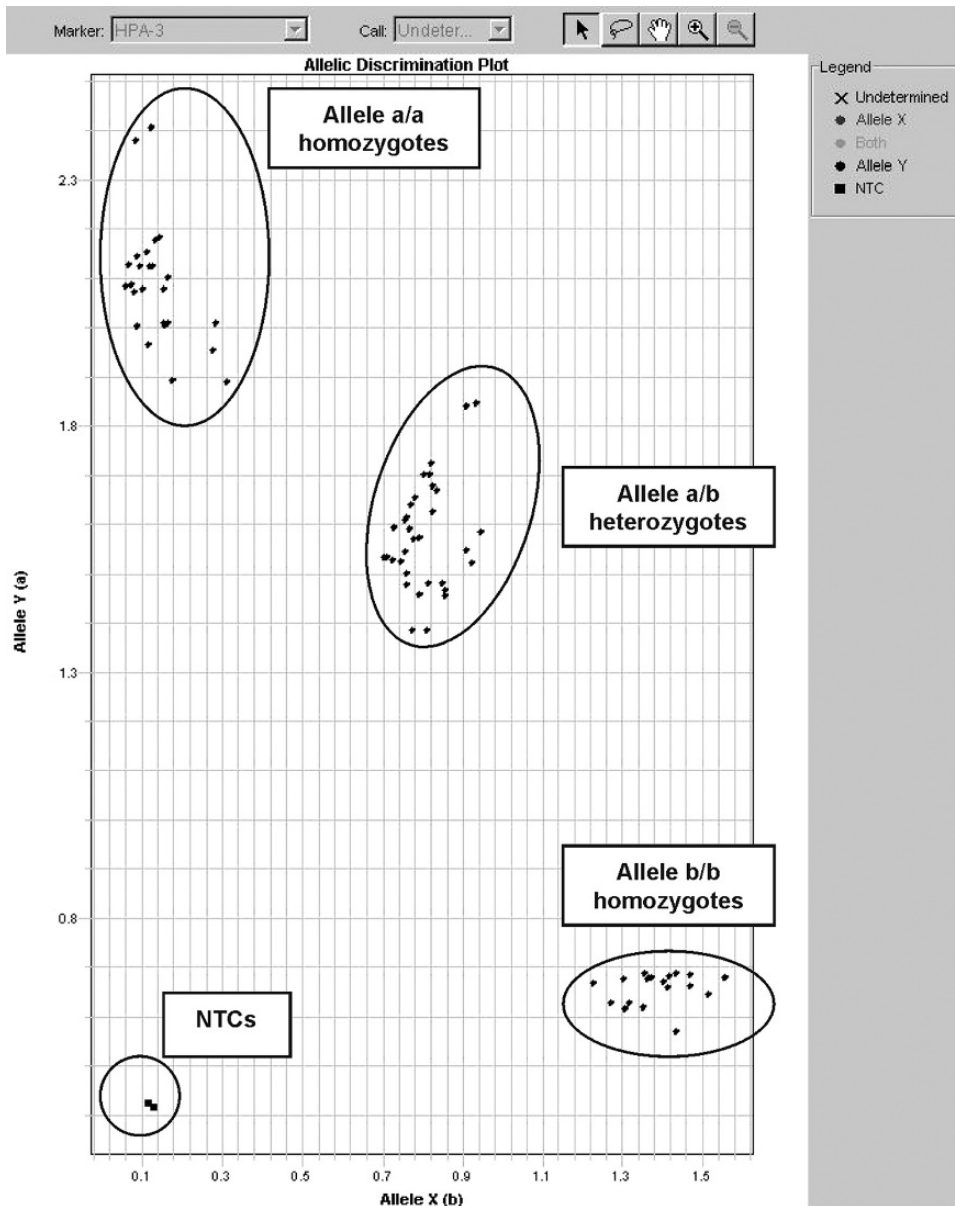 Marker: HPA-3 Call: Undeter...
Allelic Discrimination Plot
Legend
Undetermined
Allele X
Both
Allele Y
NTC
Allele a/a
homozygotes
2.3
1.8
Allele a/b
heterozygotes
Allele Y (a)
1.3
Allele b/b
homozygotes
0.8
NTCs
0.1 0.3 0.5 0.7 0.9 1.1 1.3 1.5
Allele X (b)